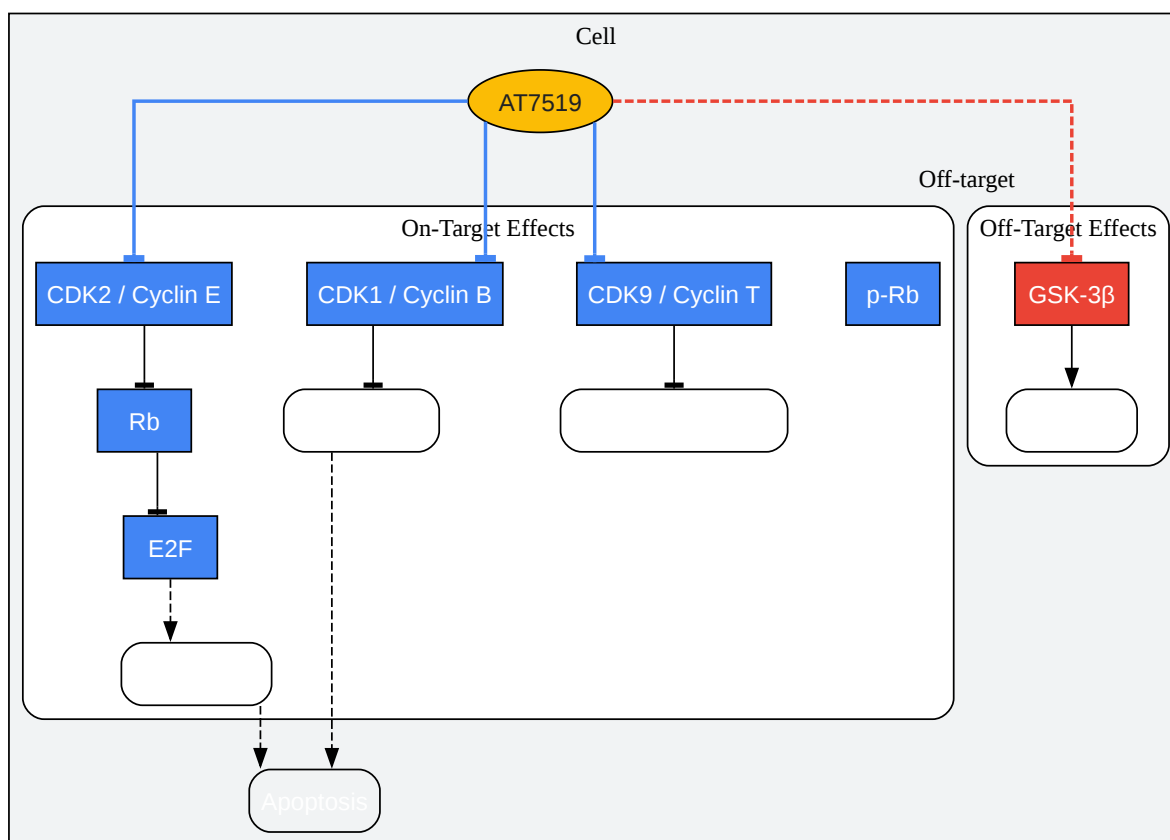 Cell
AT7519
Off-target
On-Target Effects
Off-Target Effects
CDK2 / Cyclin E
CDK1 / Cyclin B
CDK9 / Cyclin T
p-Rb
GSK-3β
Rb
E2F
Apoptosis